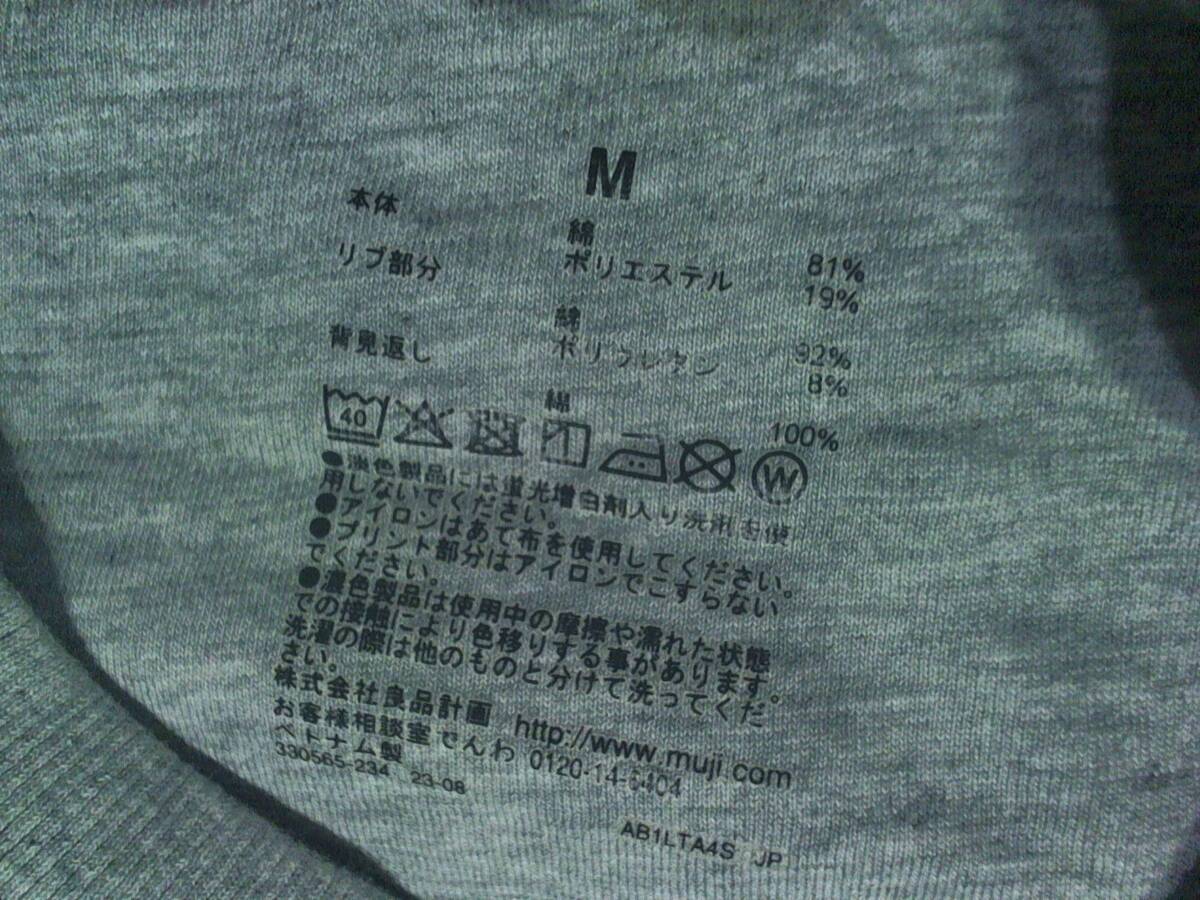 M
本体 綿 81%
ポリエステル 19%
リブ部分 綿 92%
ポリウレタン 8%
背見返し 綿 100%
40 W
●淡色製品には蛍光増白剤入り洗剤を使
用しないでください。
●アイロンはあて布を使用してください。
●プリント部分はアイロンでこすらない
でください。
●濃色製品は使用中の摩擦や濡れた状態
での接触により色移りする事があります。
洗濯の際は他のものと分けて洗ってくだ
さい。
株式会社良品計画 http://www.muji.com
お客様相談室 でんわ 0120-14-6404
ベトナム製
330565-234 23-08
AB1LTA4S JP